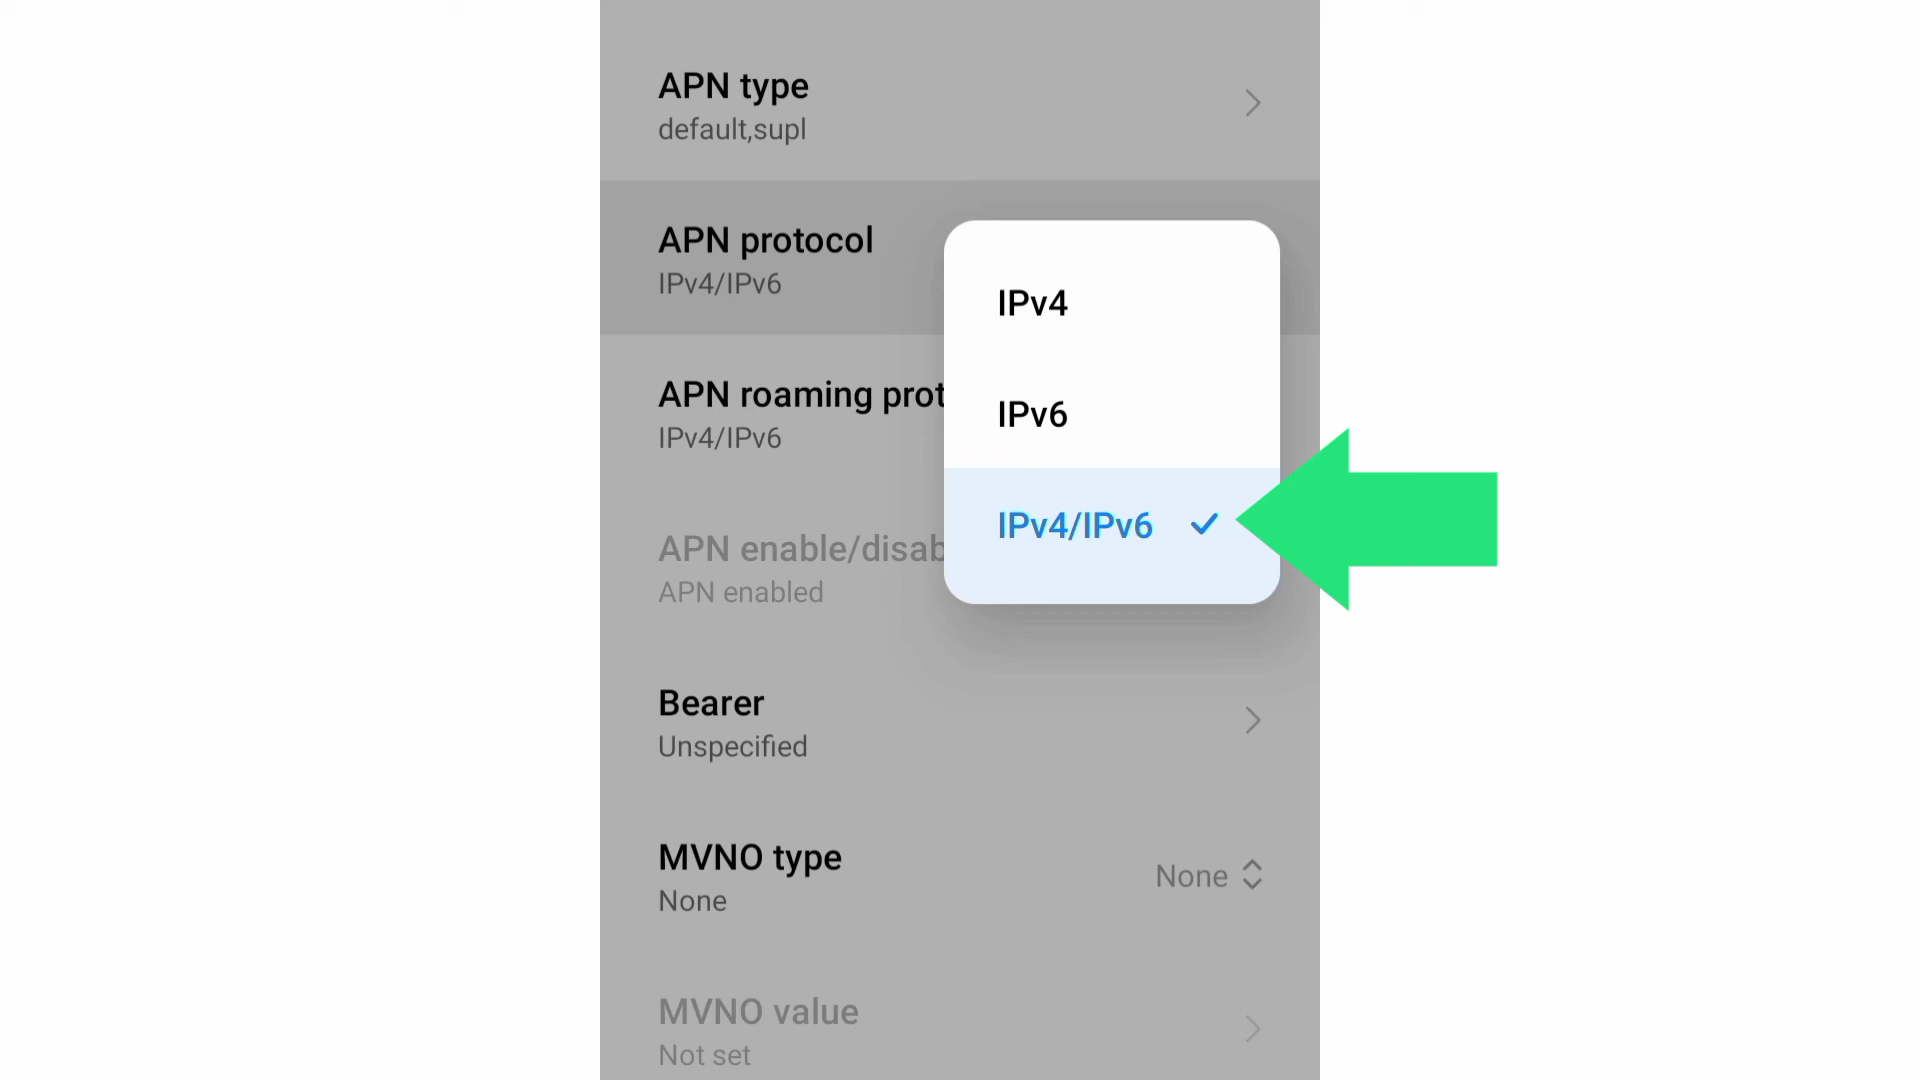 APN type
default,supl
APN protocol
IPv4/IPv6
IPv4
IPv6
IPv4/IPv6
APN roaming prot
IPv4/IPv6
APN enable/disab
APN enabled
Bearer
Unspecified
MVNO type
None
None
MVNO value
Not set